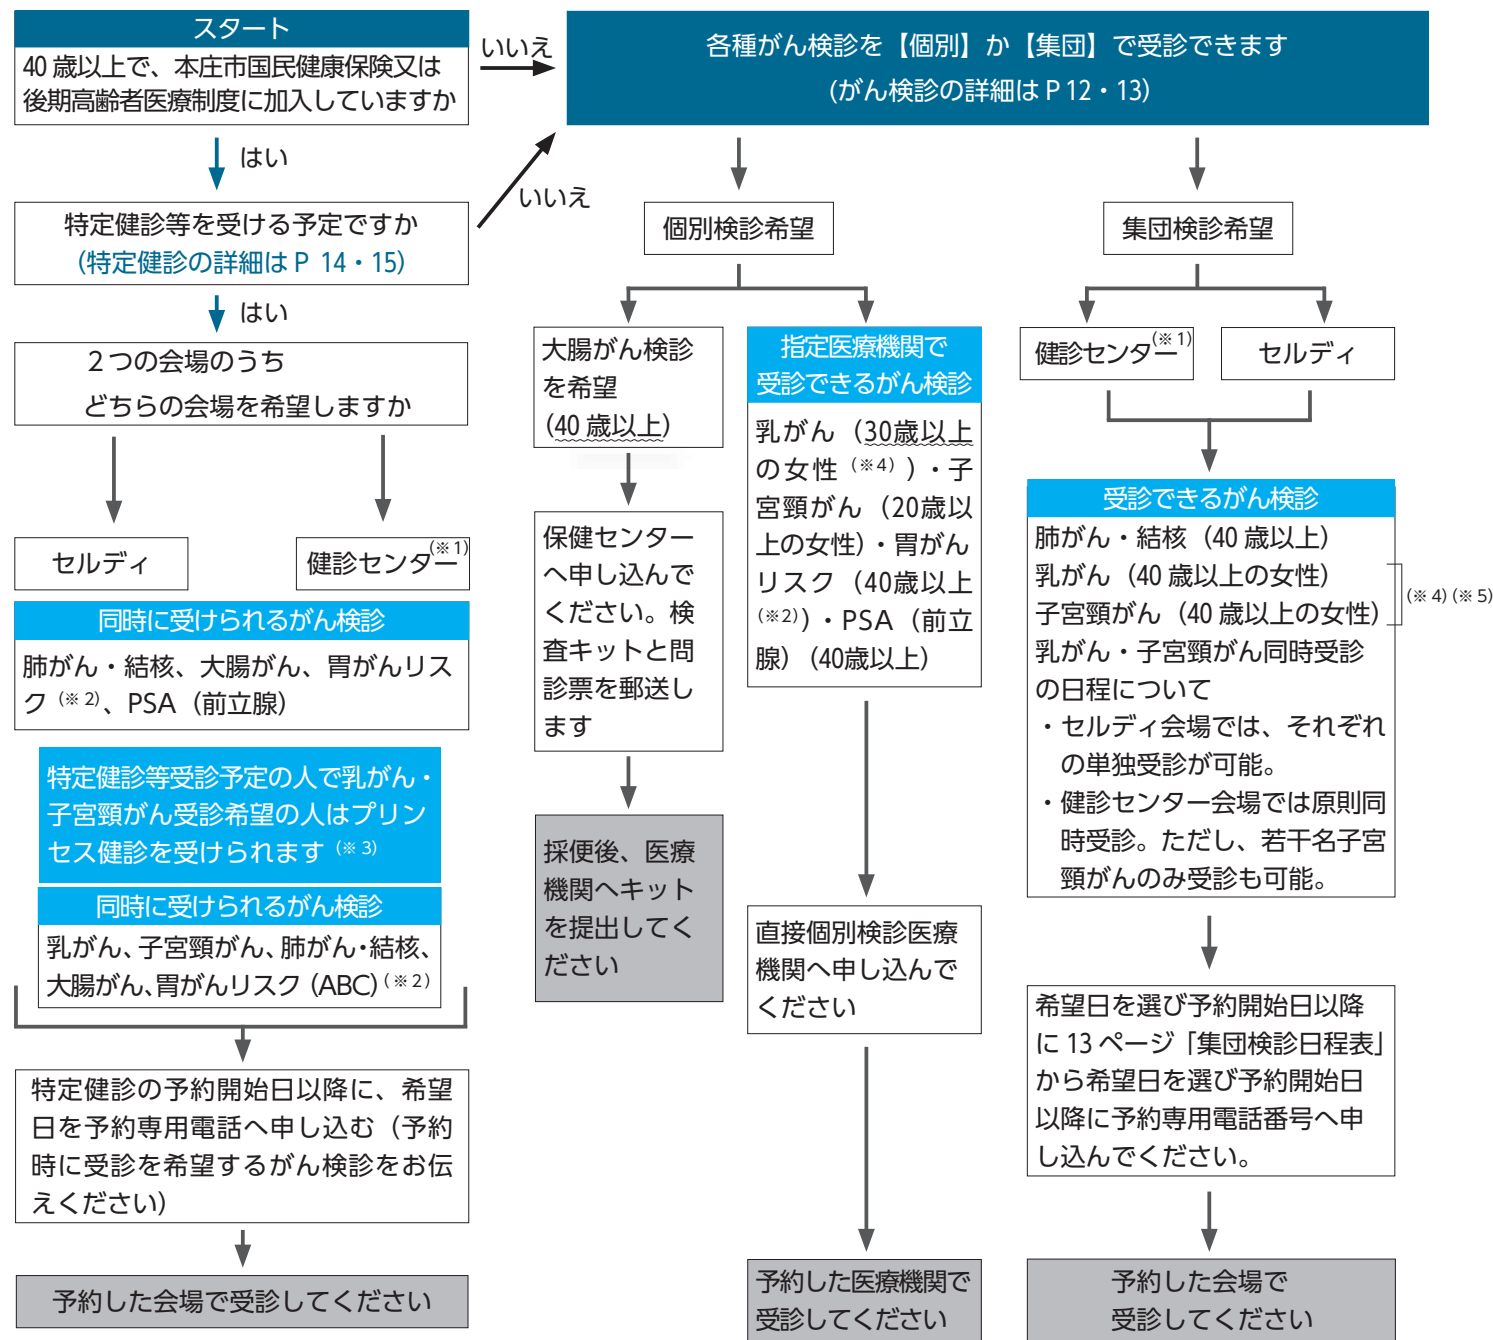 スタート
40歳以上で、本庄市国民健康保険又は
後期高齢者医療制度に加入していますか
いいえ
各種がん検診を【個別】か【集団】で受診できます
(がん検診の詳細はP12・13)
はい
いいえ
特定健診等を受ける予定ですか
(特定健診の詳細はP 14・15)
はい
2つの会場のうち
どちらの会場を希望しますか
セルディ
健診センター(※1)
同時に受けられるがん検診
肺がん・結核、大腸がん、胃がんリス
ク(※2)、PSA(前立腺)
特定健診等受診予定の人で乳がん・
子宮頸がん受診希望の人はプリン
セス健診を受けられます(※3)
同時に受けられるがん検診
乳がん、子宮頸がん、肺がん・結核、
大腸がん、胃がんリスク(ABC)(※2)
特定健診の予約開始日以降に、希望
日を予約専用電話へ申し込む(予約
時に受診を希望するがん検診をお伝
えください)
予約した会場で受診してください
個別検診希望
大腸がん検診
を希望
(40歳以上)
保健センター
へ申し込んで
ください。検
査キットと問
診票を郵送し
ます
採便後、医療
機関へキット
を提出してく
ださい
指定医療機関で
受診できるがん検診
乳がん(30歳以上
の女性(※4))・子
宮頸がん(20歳以
上の女性)・胃がん
リスク(40歳以上
(※2))・PSA(前立
腺)(40歳以上)
直接個別検診医療
機関へ申し込んで
ください
予約した医療機関で
受診してください
集団検診希望
健診センター(※1)
セルディ
受診できるがん検診
肺がん・結核(40歳以上)
乳がん(40歳以上の女性)
子宮頸がん(40歳以上の女性)
(※4)(※5)
乳がん・子宮頸がん同時受診
の日程について
・セルディ会場では、それぞれ
の単独受診が可能。
・健診センター会場では原則同
時受診。ただし、若干名子宮
頸がんのみ受診も可能。
希望日を選び予約開始日以降
に13ページ「集団検診日程表」
から希望日を選び予約開始日
以降に予約専用電話番号へ申
し込んでください。
予約した会場で
受診してください